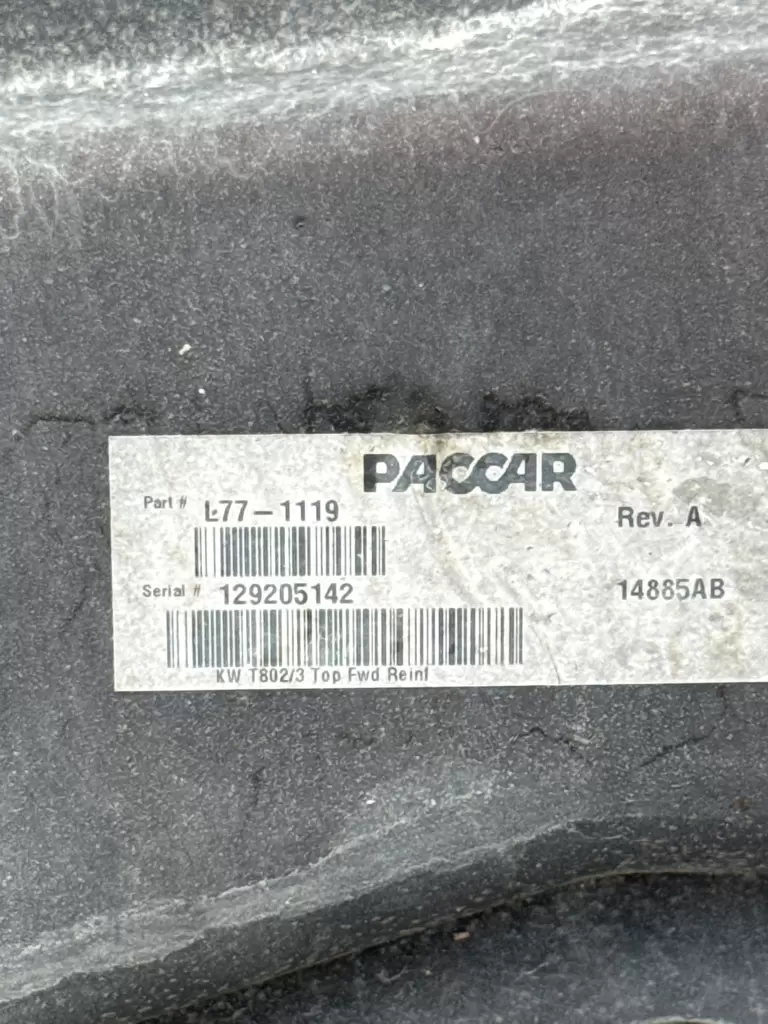 PACCAR
Part # L77-1119
Rev. A
Serial # 129205142
14885AB
KW T802/3 Top Fwd Reinf